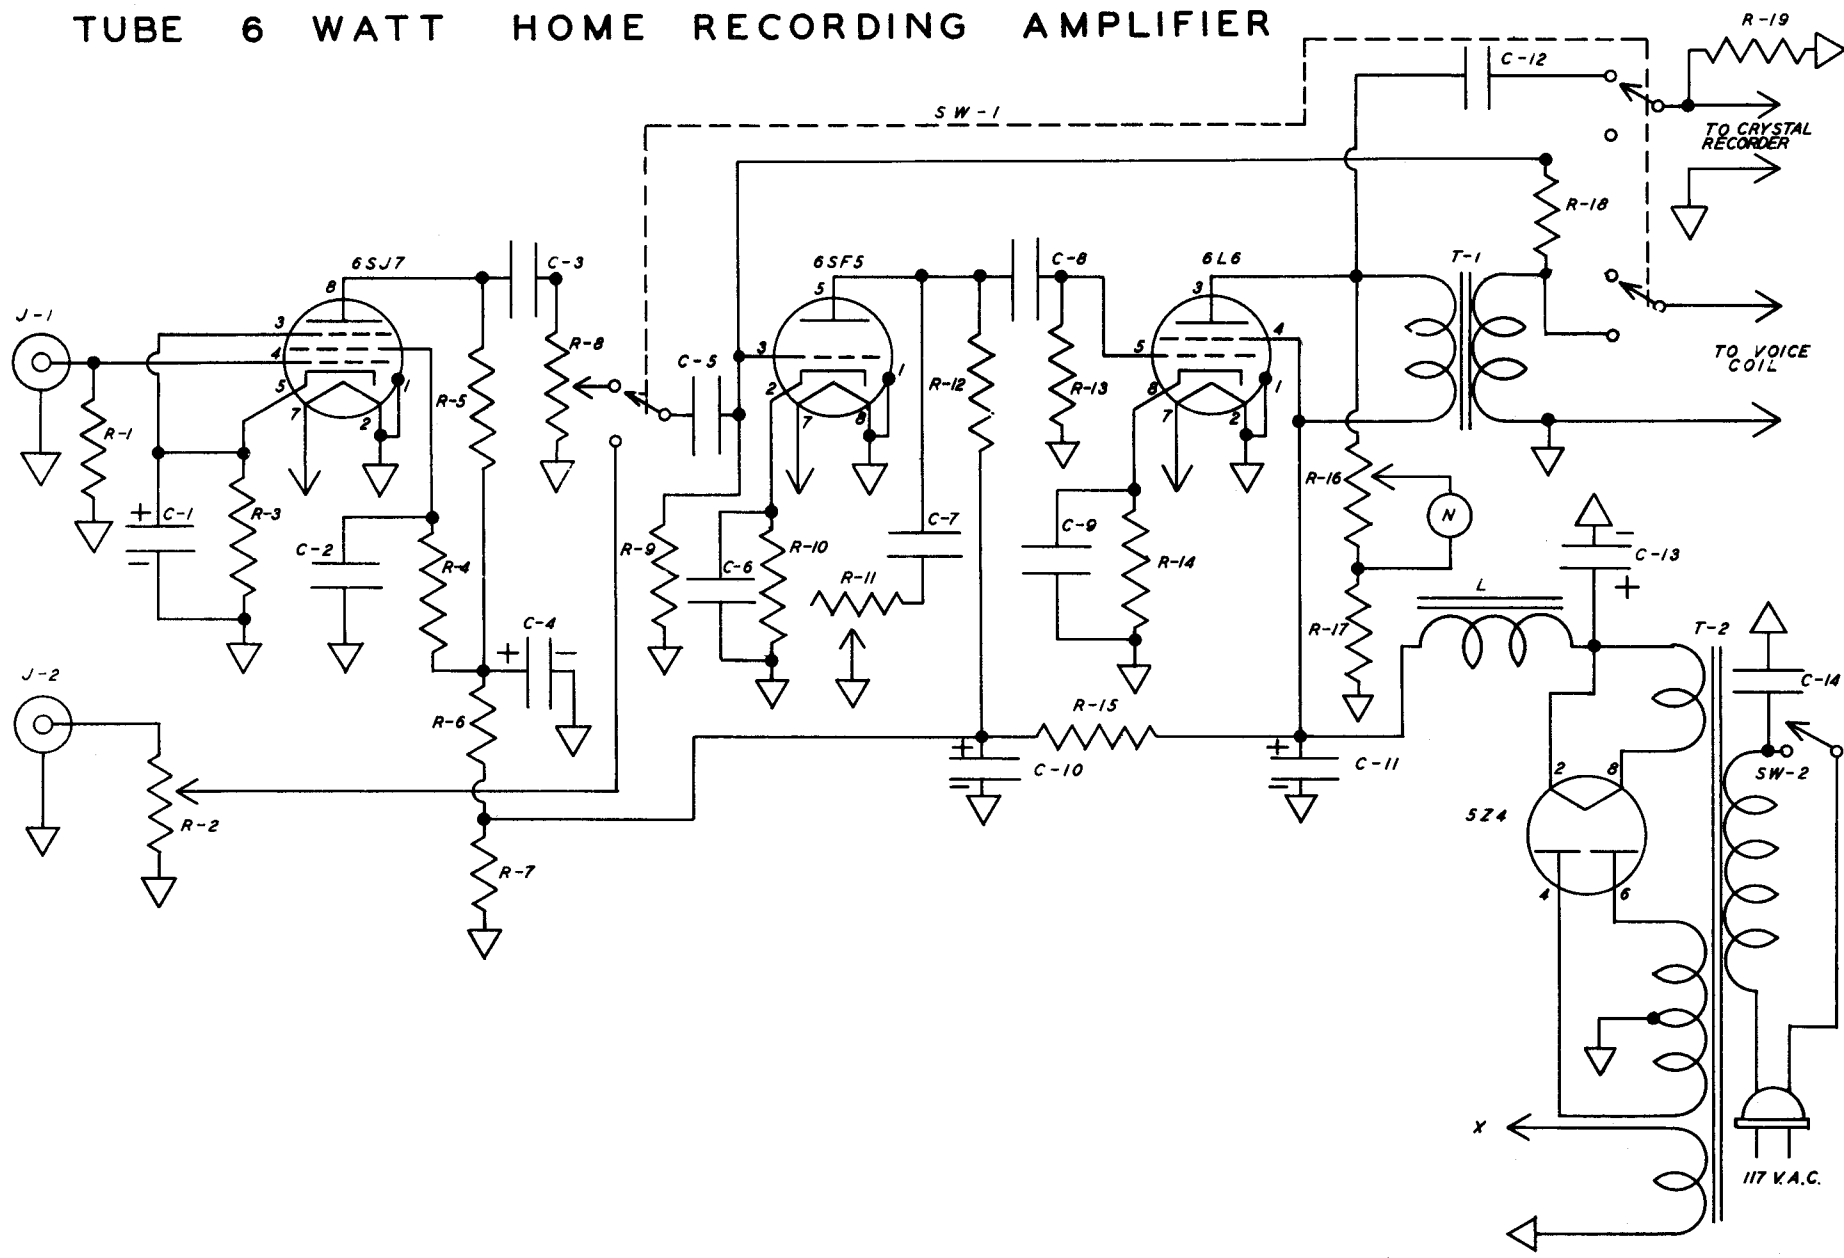 TUBE 6 WATT HOME RECORDING AMPLIFIER
R-19
C-12
SW-1
TO CRYSTAL
RECORDER
R-18
6SJ7
C-3
6SF5
C-8
6L6
T-1
8
5
3
J-1
3
4
5
7
2
1
R-8
C-5
3
2
7
8
1
R-12
R-13
5
8
7
2
1
4
TO VOICE
COIL
R-1
R-5
R-16
N
+
C-1
−
R-3
C-2
R-4
R-9
C-6
R-10
R-11
C-7
C-9
R-14
R-17
−
C-13
+
L
+
C-4
−
T-2
J-2
R-6
R-15
C-14
+
C-10
−
+
C-11
−
SW-2
R-2
R-7
5Z4
2
8
4
6
X
117 V.A.C.